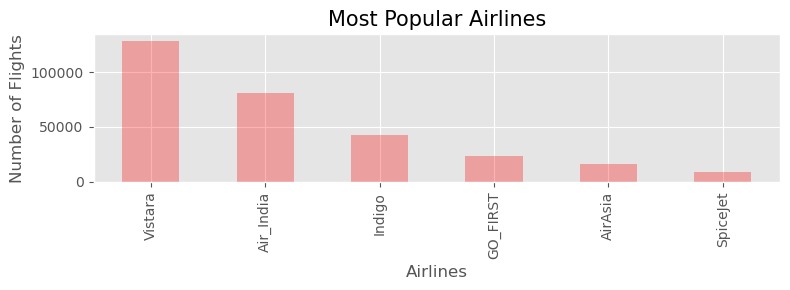 Most Popular Airlines
Number of Flights
100000
50000
0
Vistara
Air_India
Indigo
GO_FIRST
AirAsia
SpiceJet
Airlines